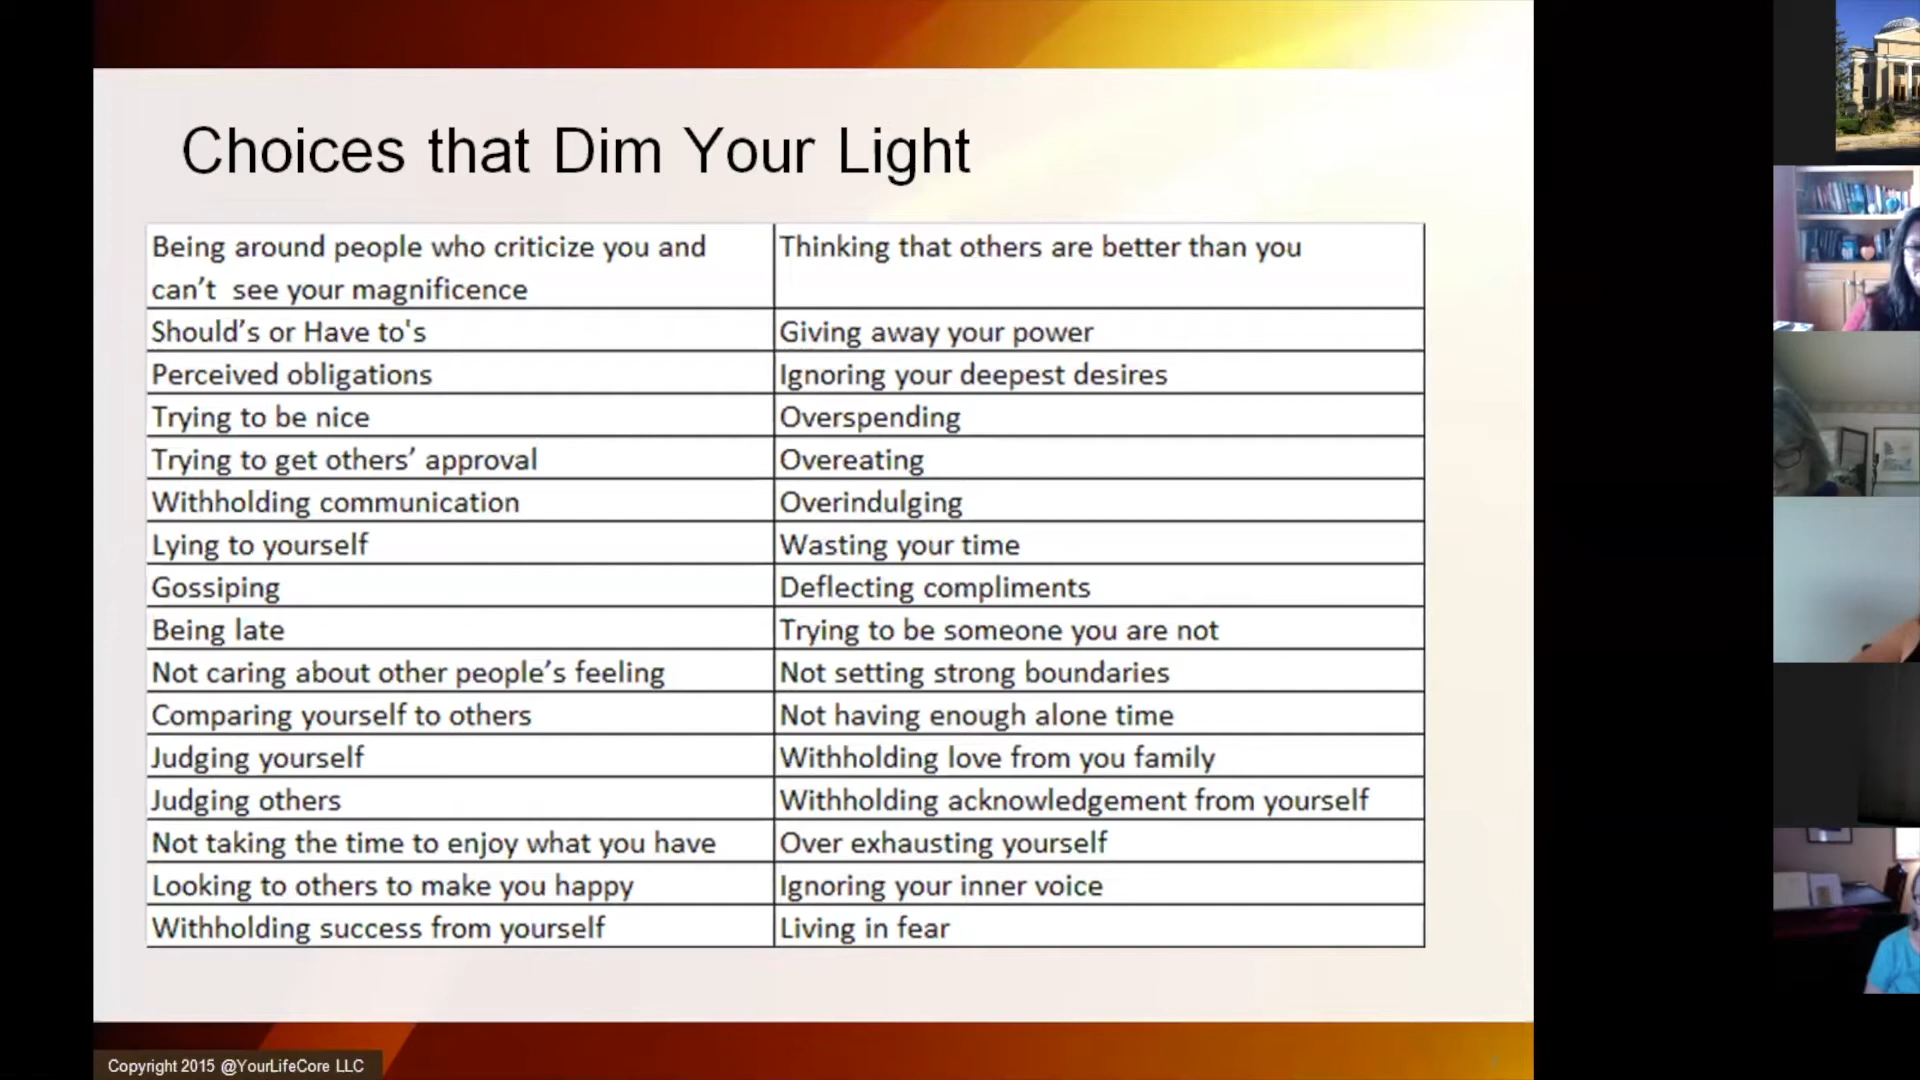 Choices that Dim Your Light
Being around people who criticize you and
can’t  see your magnificence
Thinking that others are better than you
Should’s or Have to's
Giving away your power
Perceived obligations
Ignoring your deepest desires
Trying to be nice
Overspending
Trying to get others’ approval
Overeating
Withholding communication
Overindulging
Lying to yourself
Wasting your time
Gossiping
Deflecting compliments
Being late
Trying to be someone you are not
Not caring about other people’s feeling
Not setting strong boundaries
Comparing yourself to others
Not having enough alone time
Judging yourself
Withholding love from you family
Judging others
Withholding acknowledgement from yourself
Not taking the time to enjoy what you have
Over exhausting yourself
Looking to others to make you happy
Ignoring your inner voice
Withholding success from yourself
Living in fear
Copyright 2015 @YourLifeCore LLC